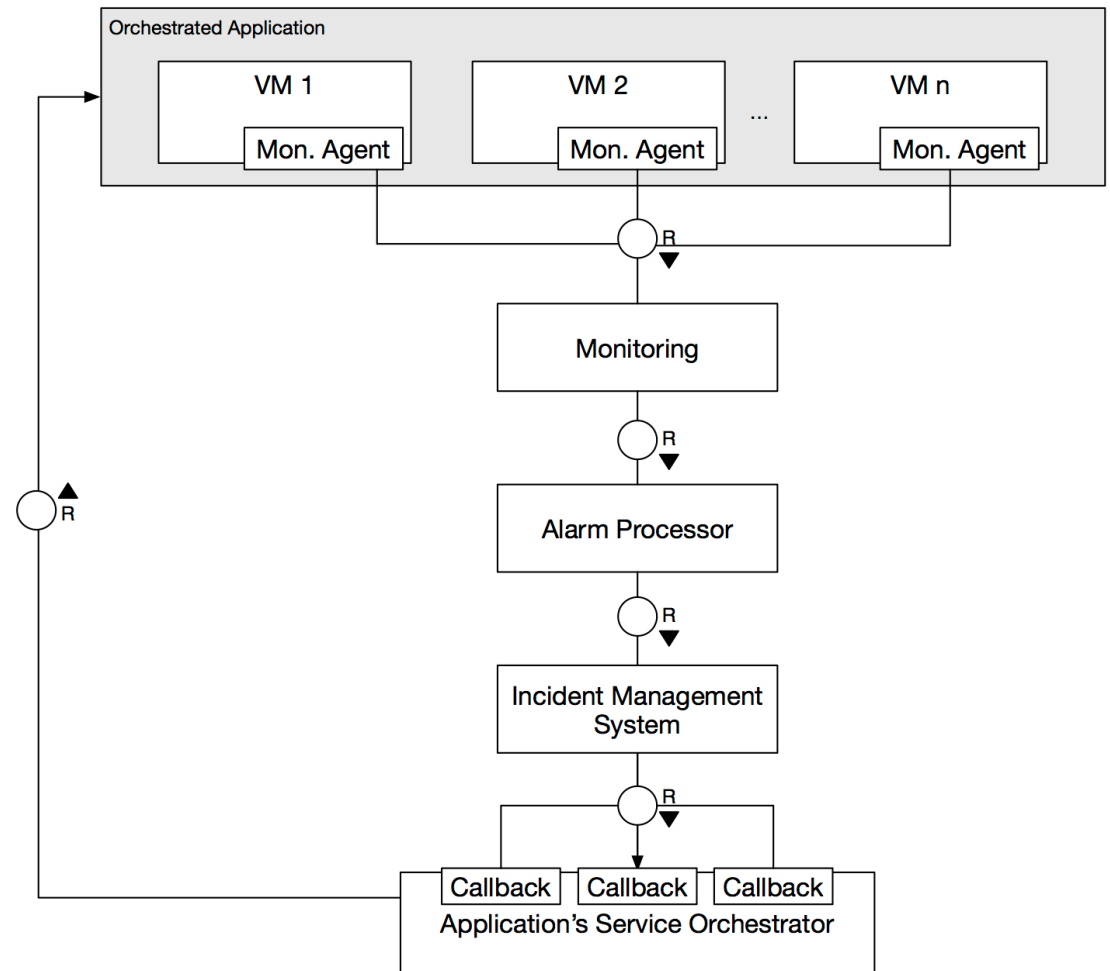 Orchestrated Application
VM 1
VM 2
VM n
...
Mon. Agent
Mon. Agent
Mon. Agent
R
Monitoring
R
Alarm Processor
R
R
Incident Management
System
R
Callback
Callback
Callback
Application's Service Orchestrator